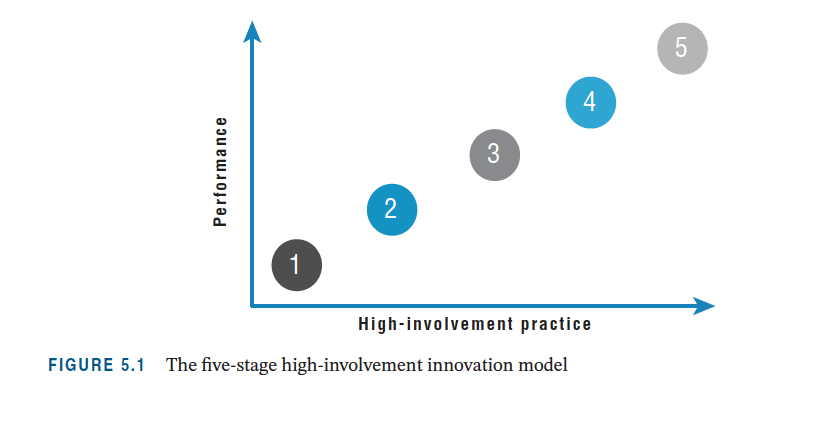 5
4
3
2
1
Performance
High-involvement practice
FIGURE 5.1 The five-stage high-involvement innovation model